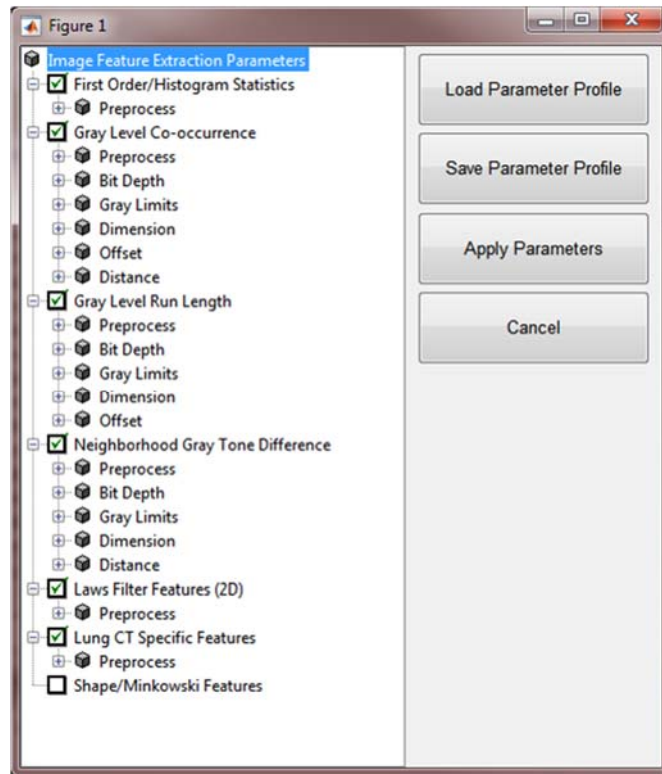 Figure 1
Image Feature Extraction Parameters
First Order/Histogram Statistics
Preprocess
Gray Level Co-occurrence
Preprocess
Bit Depth
Gray Limits
Dimension
Offset
Distance
Gray Level Run Length
Preprocess
Bit Depth
Gray Limits
Dimension
Offset
Neighborhood Gray Tone Difference
Preprocess
Bit Depth
Gray Limits
Dimension
Distance
Laws Filter Features (2D)
Preprocess
Lung CT Specific Features
Preprocess
Shape/Minkowski Features
Load Parameter Profile
Save Parameter Profile
Apply Parameters
Cancel